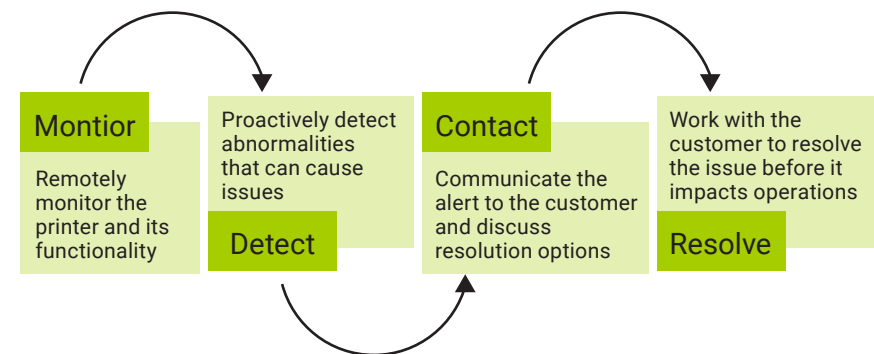 Montior
Remotely
monitor the
printer and its
functionality
Proactively detect
abnormalities
that can cause
issues
Detect
Contact
Communicate the
alert to the customer
and discuss
resolution options
Work with the
customer to resolve
the issue before it
impacts operations
Resolve